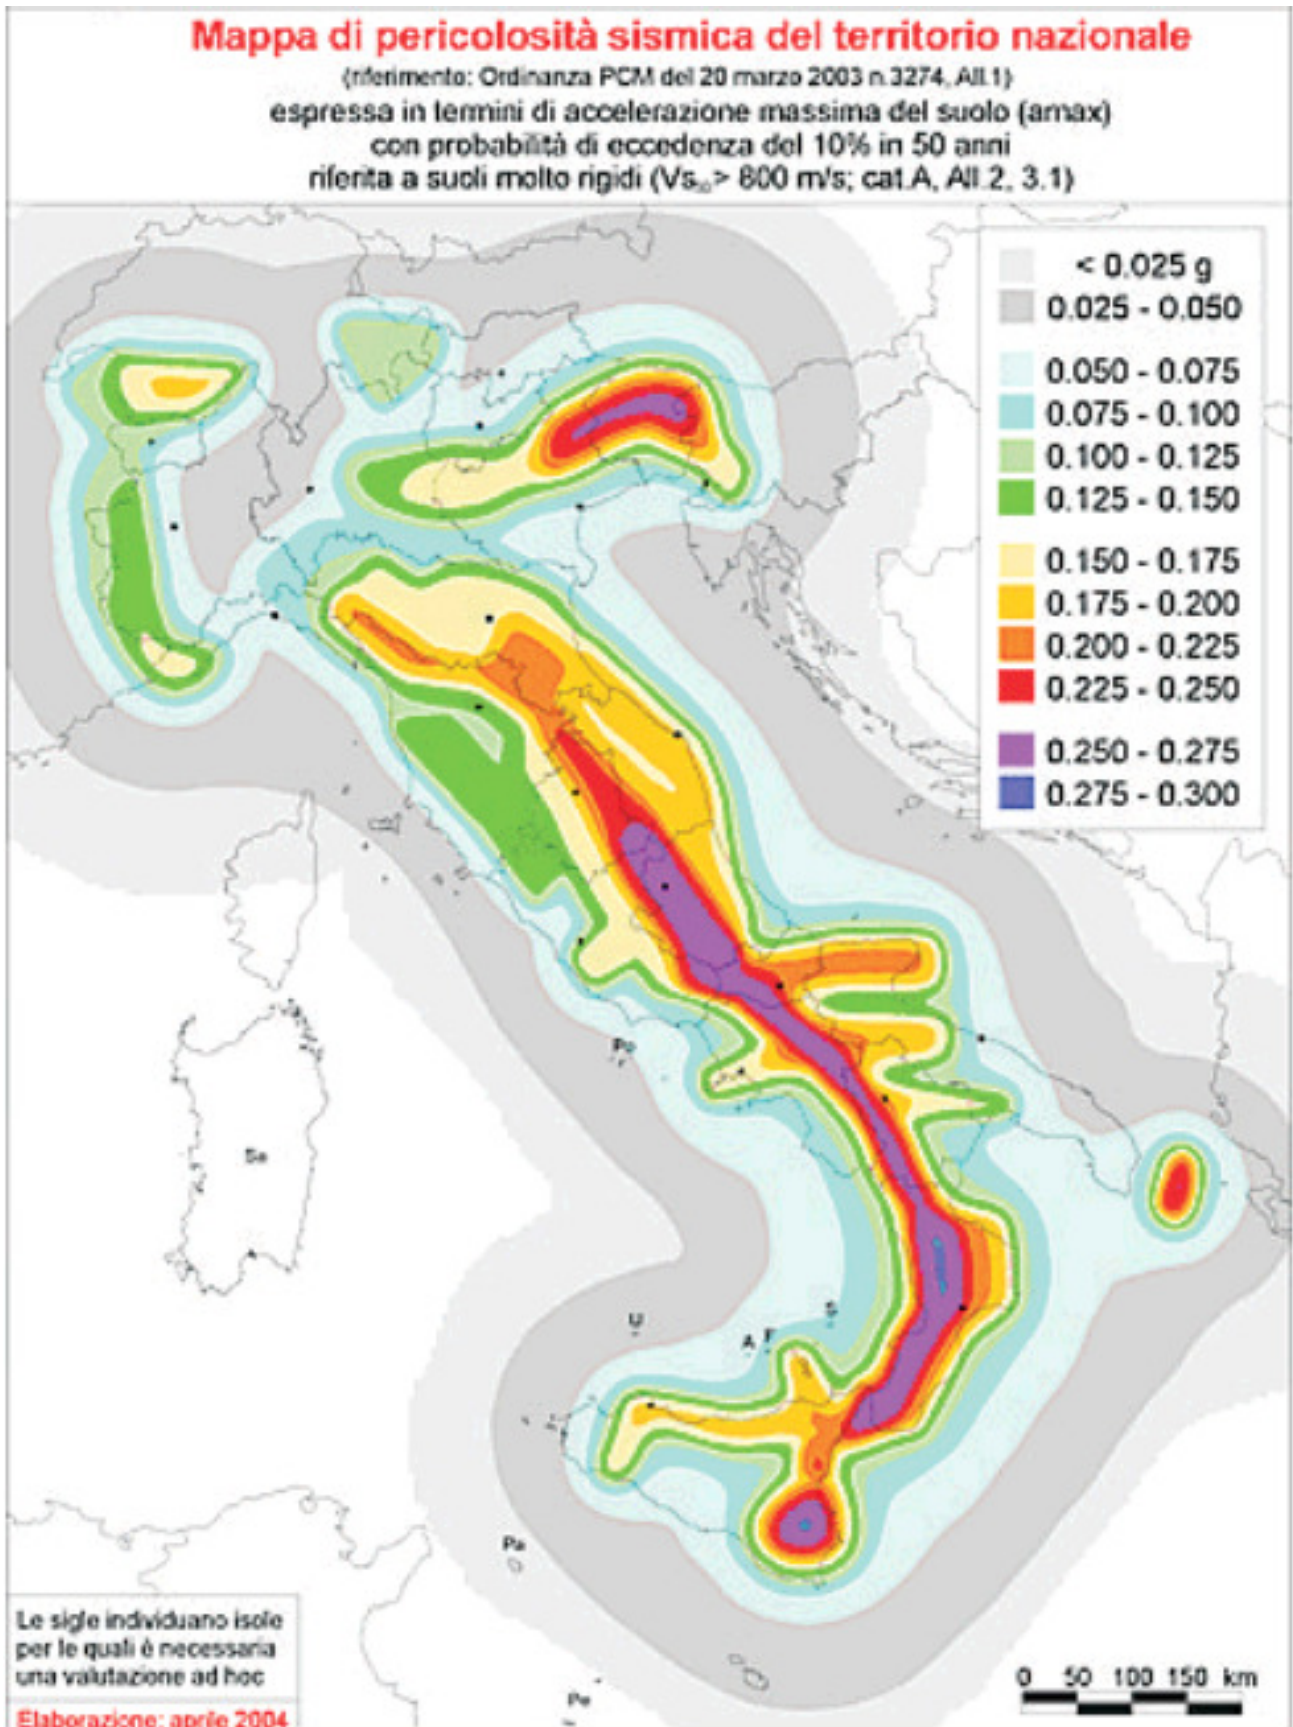 Mappa di pericolosità sismica del territorio nazionale
(riferimento: Ordinanza PCM del 20 marzo 2003 n.3274, All.1)
espressa in termini di accelerazione massima del suolo (amax)
con probabilità di eccedenza del 10% in 50 anni
riferita a suoli molto rigidi (Vs₃₀> 800 m/s; cat.A, All.2, 3.1)
< 0.025 g
0.025 - 0.050
0.050 - 0.075
0.075 - 0.100
0.100 - 0.125
0.125 - 0.150
0.150 - 0.175
0.175 - 0.200
0.200 - 0.225
0.225 - 0.250
0.250 - 0.275
0.275 - 0.300
Po
Sa
U
S
A
F
Pa
Pe
Le sigle individuano isole
per le quali è necessaria
una valutazione ad hoc
Elaborazione: aprile 2004
0 50 100 150 km